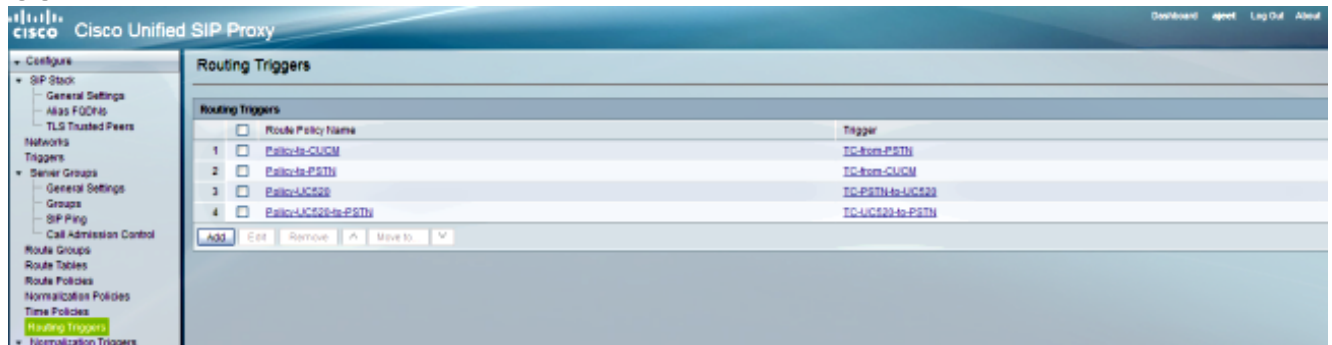 Dashboard ajeet Log Out About
CISCO Cisco Unified SIP Proxy
Configure
SIP Stack
General Settings
Alias FQDNs
TLS Trusted Peers
Networks
Triggers
Server Groups
General Settings
Groups
SIP Ping
Call Admission Control
Route Groups
Route Tables
Route Policies
Normalization Policies
Time Policies
Routing Triggers
Normalization Triggers
Routing Triggers
Routing Triggers
Route Policy Name Trigger
1 Policy-to-CUCM TC-from-PSTN
2 Policy-to-PSTN TC-from-CUCM
3 Policy-UC520 TC-PSTN-to-UC520
4 Policy-UC520-to-PSTN TC-UC520-to-PSTN
Add Edit Remove Move to